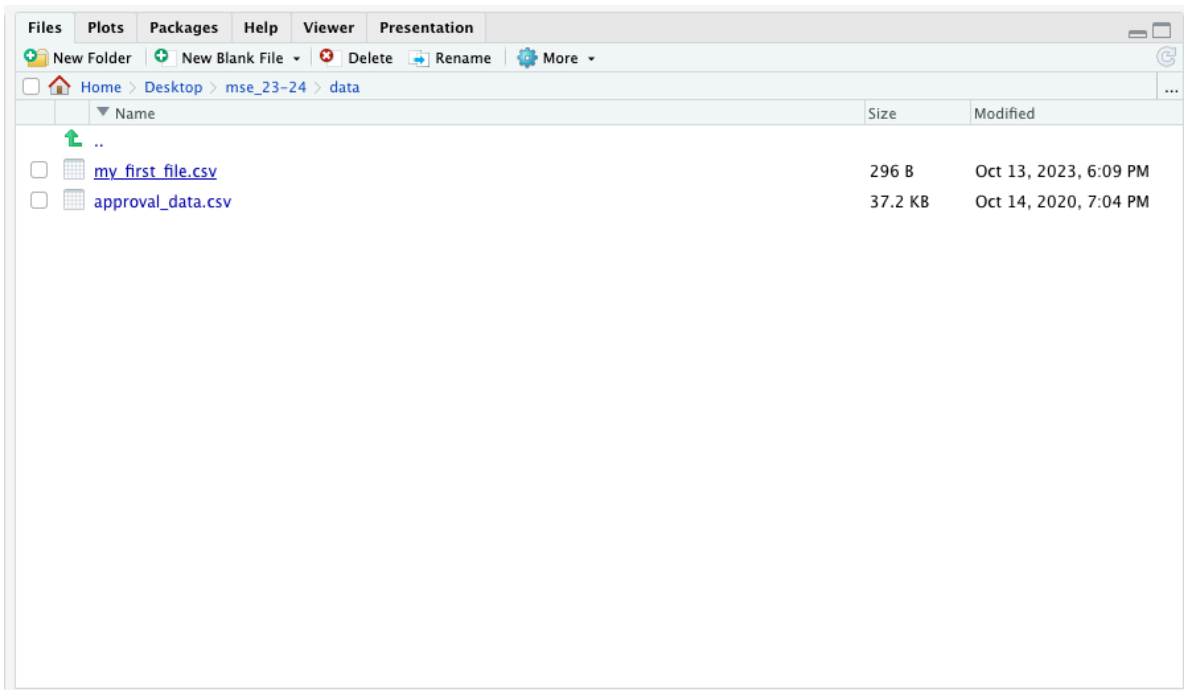 Files Plots Packages Help Viewer Presentation
New Folder New Blank File Delete Rename More
Home > Desktop > mse_23-24 > data ...
Name Size Modified
..
my_first_file.csv 296 B Oct 13, 2023, 6:09 PM
approval_data.csv 37.2 KB Oct 14, 2020, 7:04 PM